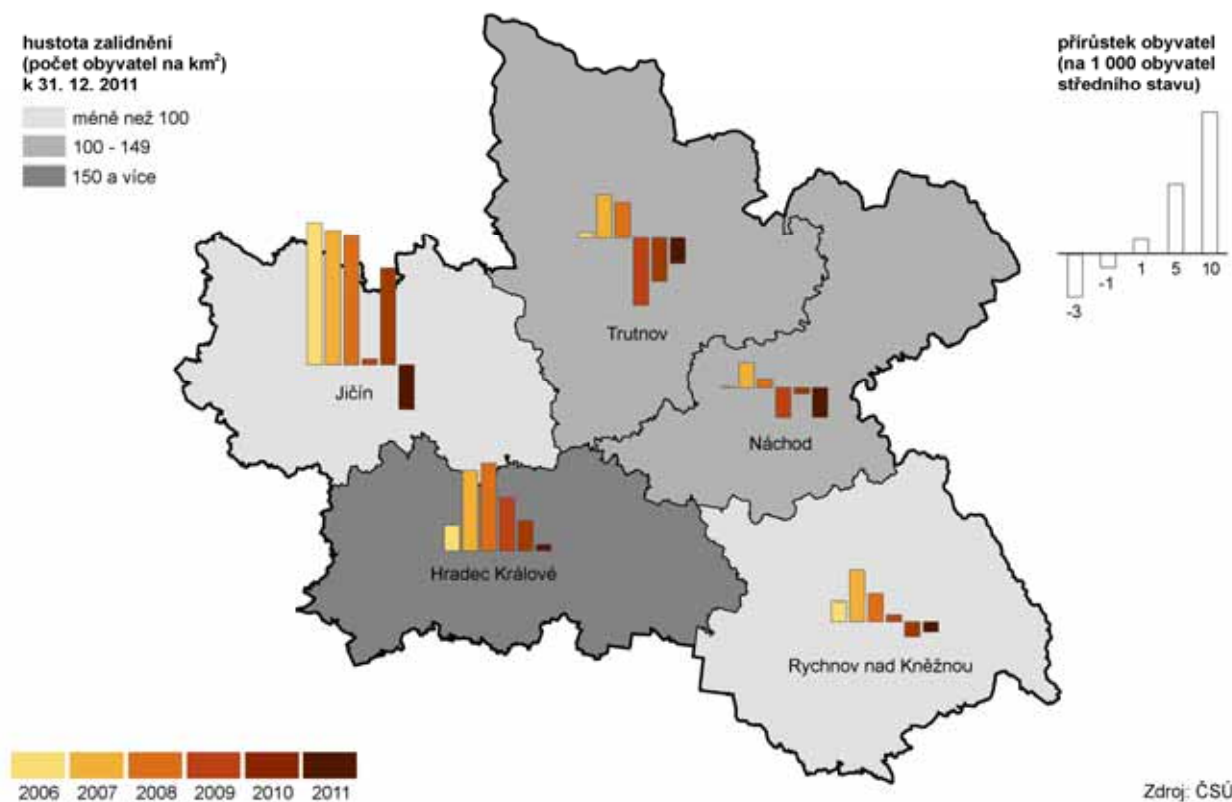 hustota zalidnění
(počet obyvatel na km²)
k 31. 12. 2011
méně než 100
100 - 149
150 a více
přírůstek obyvatel
(na 1 000 obyvatel
středního stavu)
-3
-1
1
5
10
Trutnov
Jičín
Náchod
Hradec Králové
Rychnov nad Kněžnou
2006
2007
2008
2009
2010
2011
Zdroj: ČSÚ